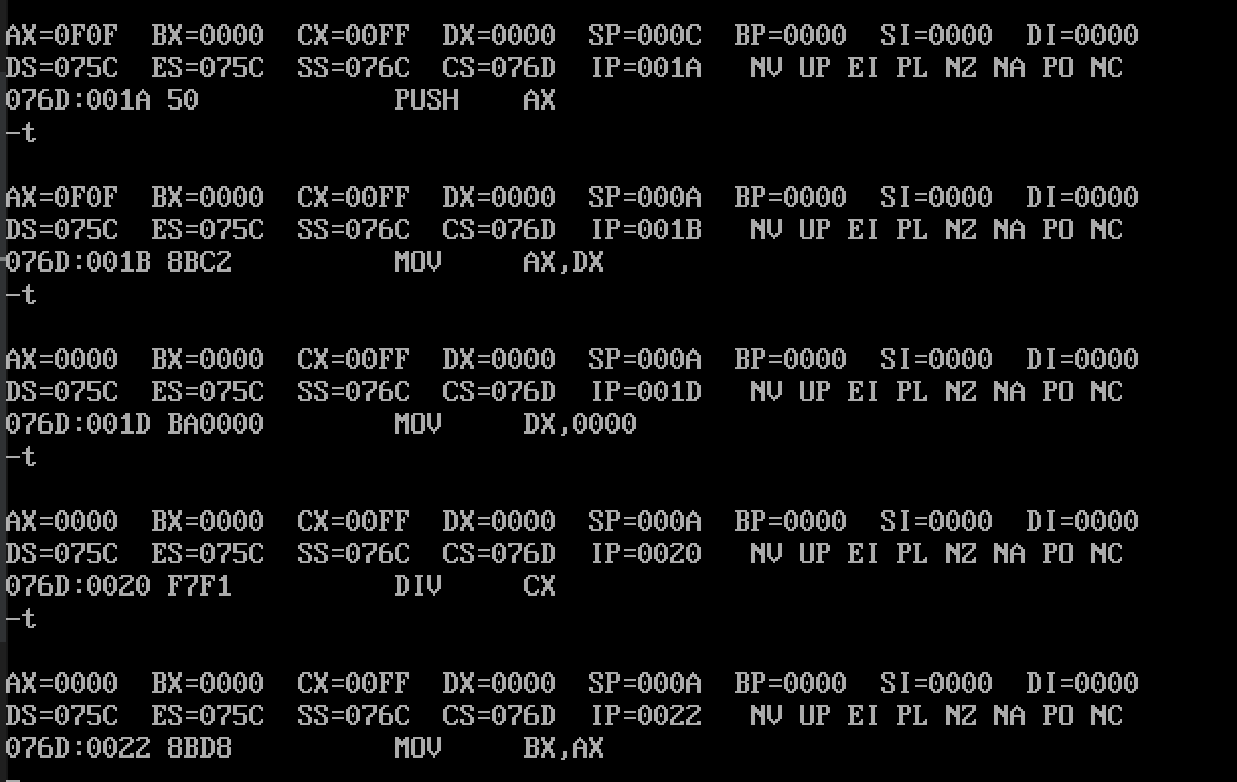 AX=0F0F  BX=0000  CX=00FF  DX=0000  SP=000C  BP=0000  SI=0000  DI=0000
DS=075C  ES=075C  SS=076C  CS=076D  IP=001A   NV UP EI PL NZ NA PO NC
076D:001A 50            PUSH    AX
-t
AX=0F0F  BX=0000  CX=00FF  DX=0000  SP=000A  BP=0000  SI=0000  DI=0000
DS=075C  ES=075C  SS=076C  CS=076D  IP=001B   NV UP EI PL NZ NA PO NC
076D:001B 8BC2          MOV     AX,DX
-t
AX=0000  BX=0000  CX=00FF  DX=0000  SP=000A  BP=0000  SI=0000  DI=0000
DS=075C  ES=075C  SS=076C  CS=076D  IP=001D   NV UP EI PL NZ NA PO NC
076D:001D BA0000        MOV     DX,0000
-t
AX=0000  BX=0000  CX=00FF  DX=0000  SP=000A  BP=0000  SI=0000  DI=0000
DS=075C  ES=075C  SS=076C  CS=076D  IP=0020   NV UP EI PL NZ NA PO NC
076D:0020 F7F1          DIV     CX
-t
AX=0000  BX=0000  CX=00FF  DX=0000  SP=000A  BP=0000  SI=0000  DI=0000
DS=075C  ES=075C  SS=076C  CS=076D  IP=0022   NV UP EI PL NZ NA PO NC
076D:0022 8BD8          MOV     BX,AX